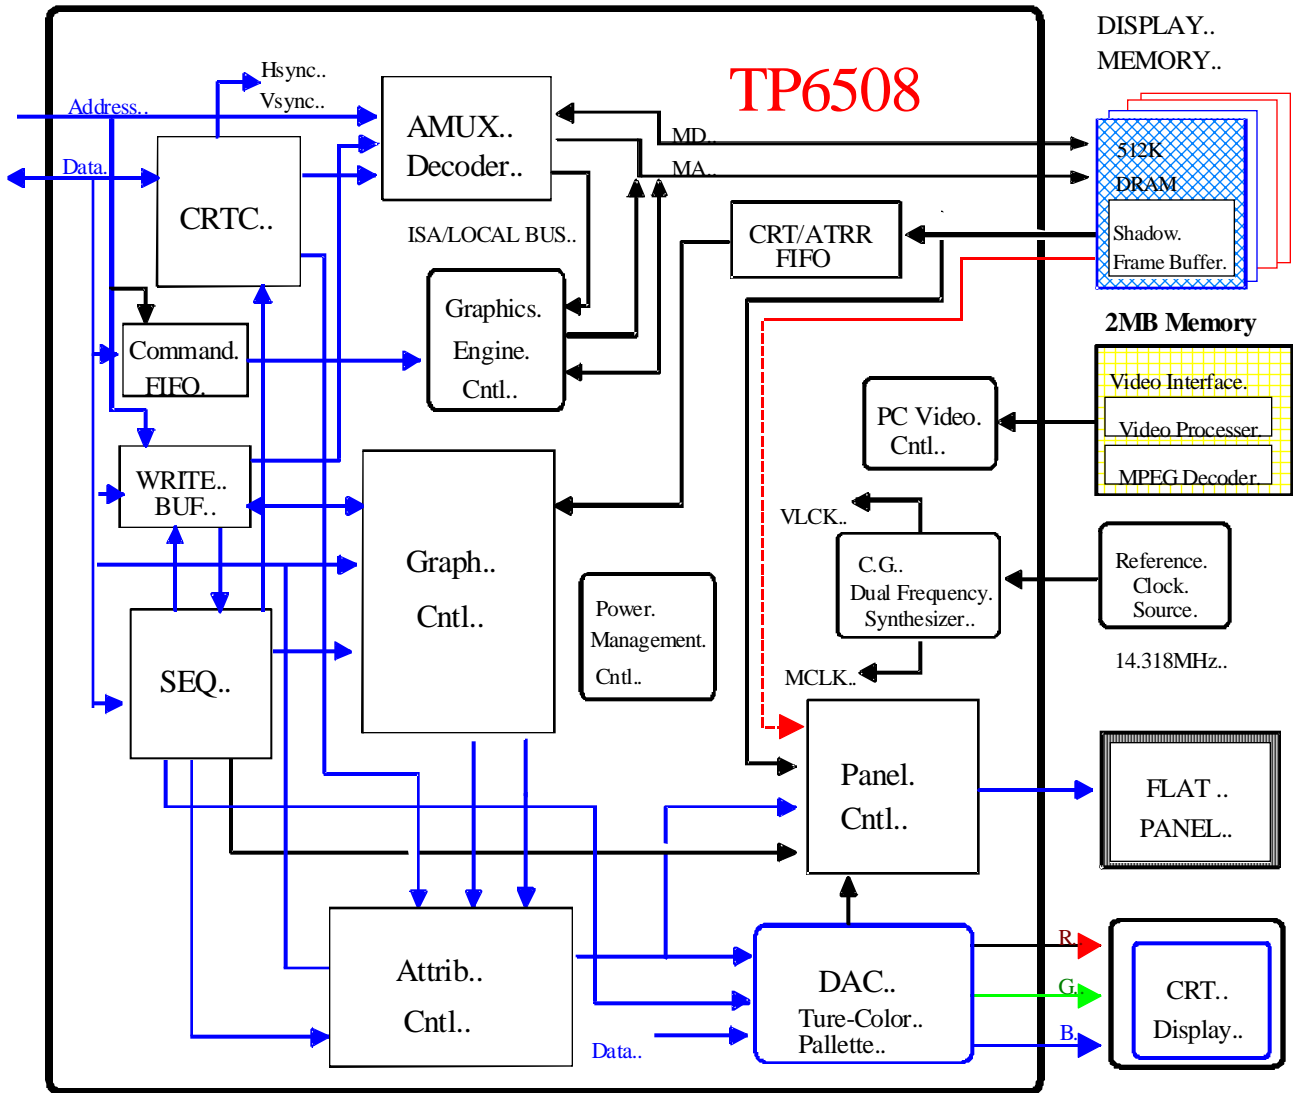 DISPLAY..
MEMORY..
TP6508
Hsync..
Vsync..
Address..
AMUX..
Decoder..
MD..
MA..
512K
DRAM
Shadow.
Frame Buffer.
Data.
CRTC..
ISA/LOCAL BUS..
CRT/ATRR
FIFO
Graphics.
Engine.
Cntl..
2MB Memory
Command.
FIFO.
Video Interface.
Video Processer.
MPEG Decoder.
PC Video.
Cntl..
WRITE..
BUF..
VLCK..
Graph..
Cntl..
C.G..
Dual Frequency.
Synthesizer..
Reference.
Clock.
Source.
Power.
Management.
Cntl..
14.318MHz..
MCLK..
SEQ..
Panel.
Cntl..
FLAT ..
PANEL..
Attrib..
Cntl..
DAC..
Ture-Color..
Pallette..
Data..
R..
G..
B.
CRT..
Display..